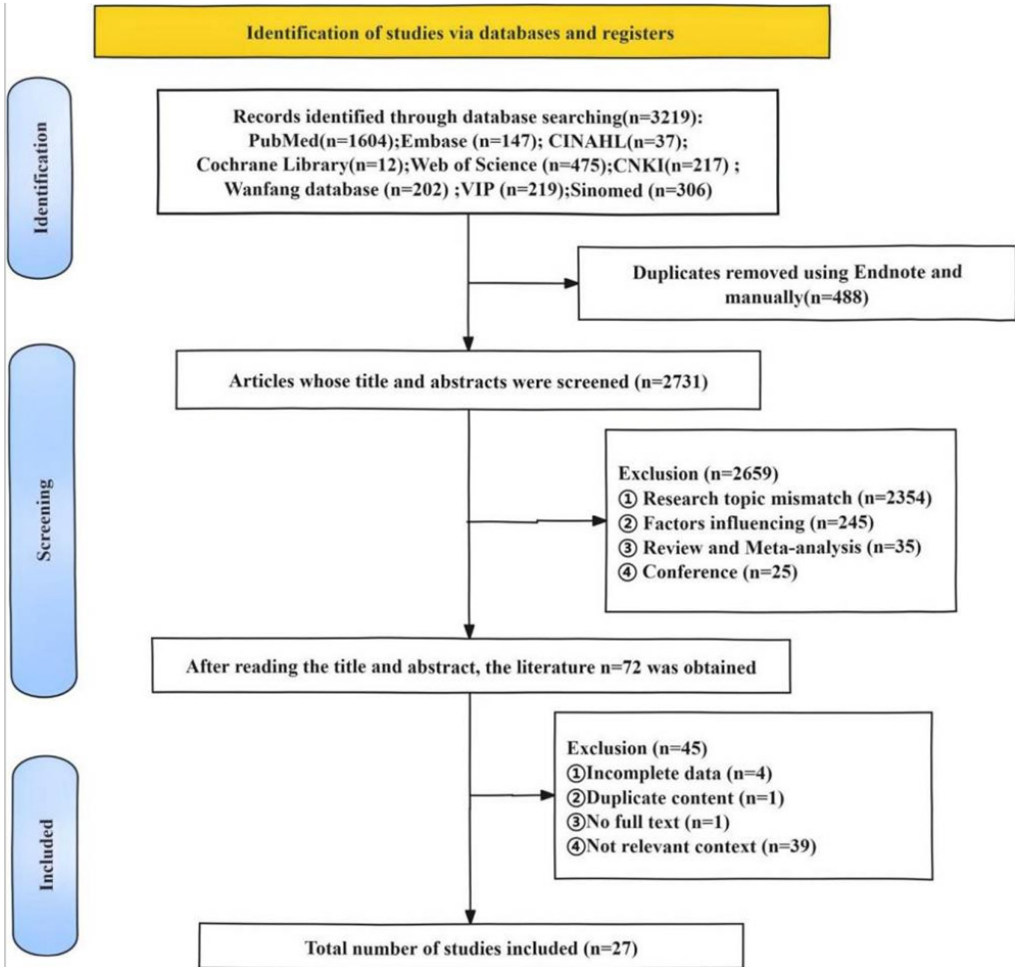 Identification of studies via databases and registers
Identification
Records identified through database searching(n=3219):
PubMed(n=1604);Embase (n=147); CINAHL(n=37);
Cochrane Library(n=12);Web of Science (n=475);CNKI(n=217) ;
Wanfang database (n=202) ;VIP (n=219);Sinomed (n=306)
Duplicates removed using Endnote and
manually(n=488)
Screening
Articles whose title and abstracts were screened (n=2731)
Exclusion (n=2659)
① Research topic mismatch (n=2354)
② Factors influencing (n=245)
③ Review and Meta-analysis (n=35)
④ Conference (n=25)
After reading the title and abstract, the literature n=72 was obtained
Included
Exclusion (n=45)
①Incomplete data (n=4)
②Duplicate content (n=1)
③No full text (n=1)
④Not relevant context (n=39)
Total number of studies included (n=27)